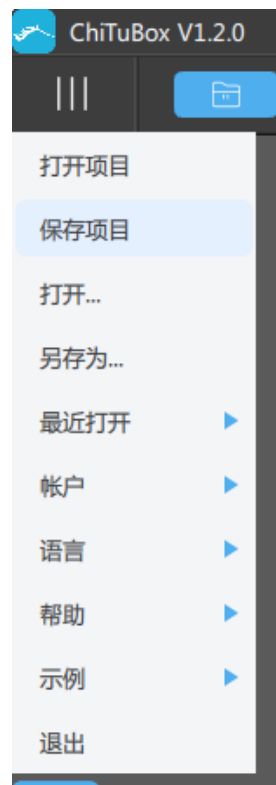 ChiTuBox V1.2.0
打开项目
保存项目
打开...
另存为...
最近打开
帐户
语言
帮助
示例
退出